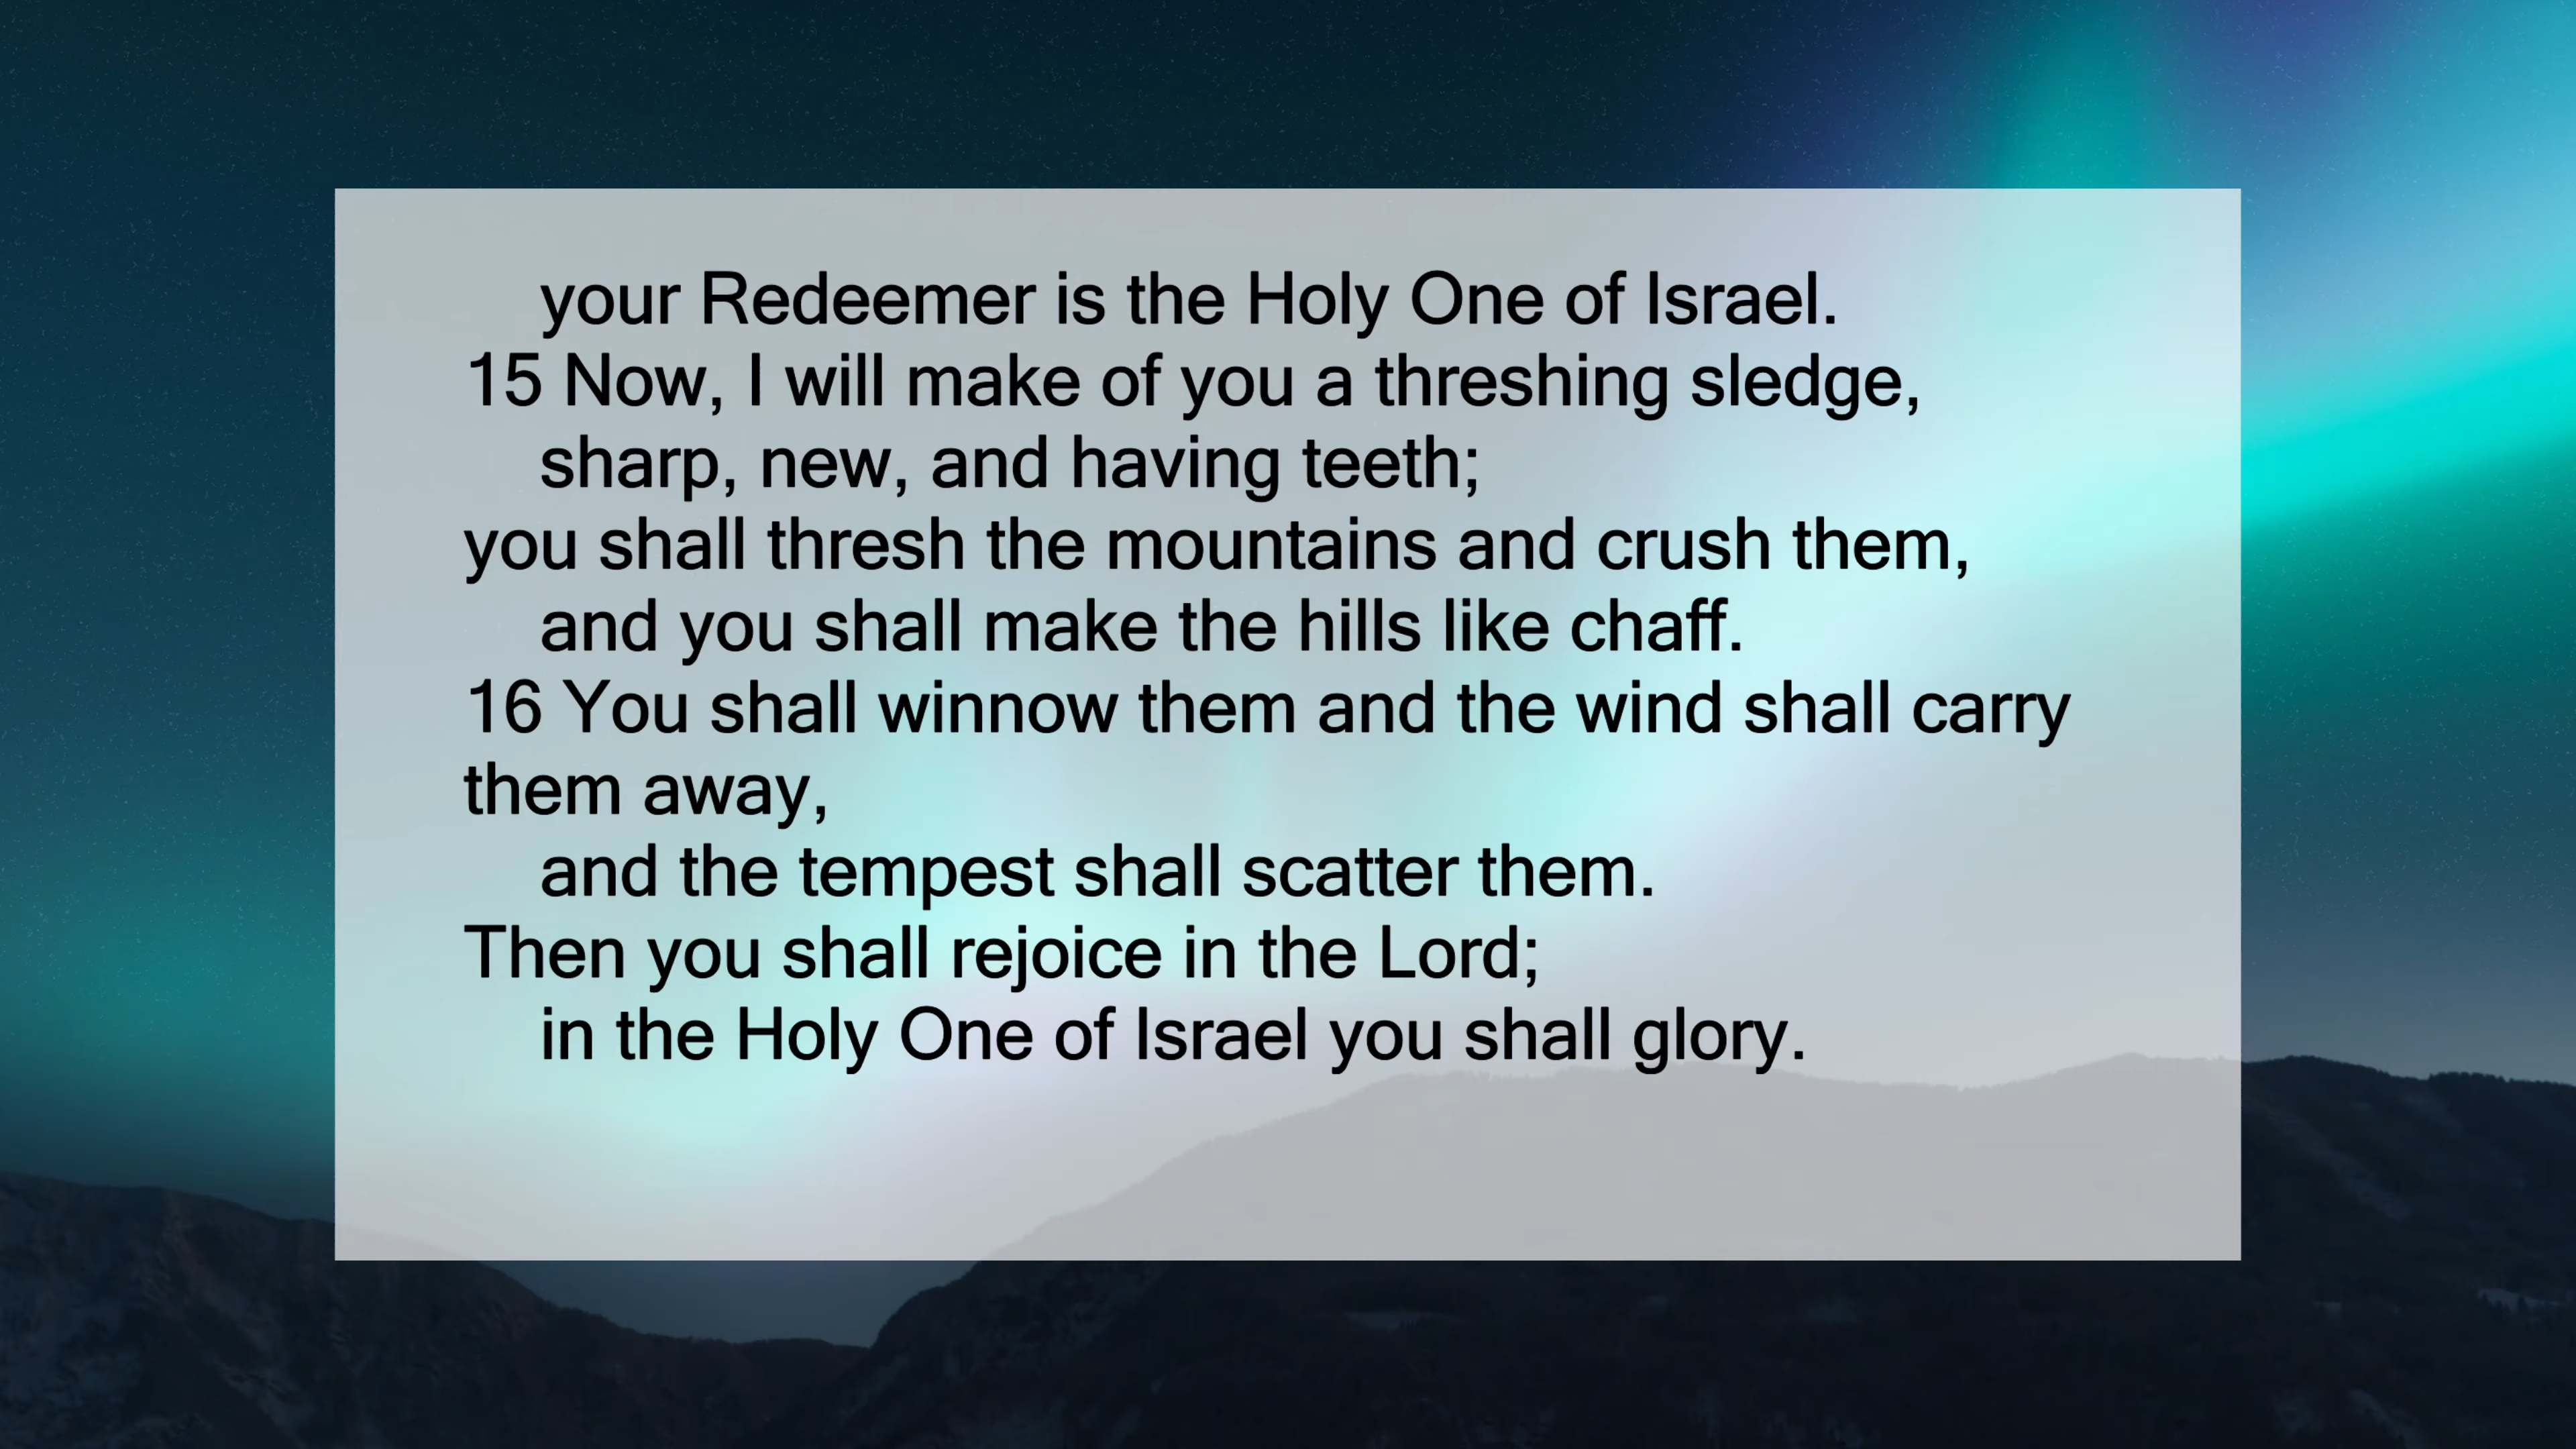 your Redeemer is the Holy One of Israel.
15 Now, I will make of you a threshing sledge,
sharp, new, and having teeth;
you shall thresh the mountains and crush them,
and you shall make the hills like chaff.
16 You shall winnow them and the wind shall carry
them away,
and the tempest shall scatter them.
Then you shall rejoice in the Lord;
in the Holy One of Israel you shall glory.